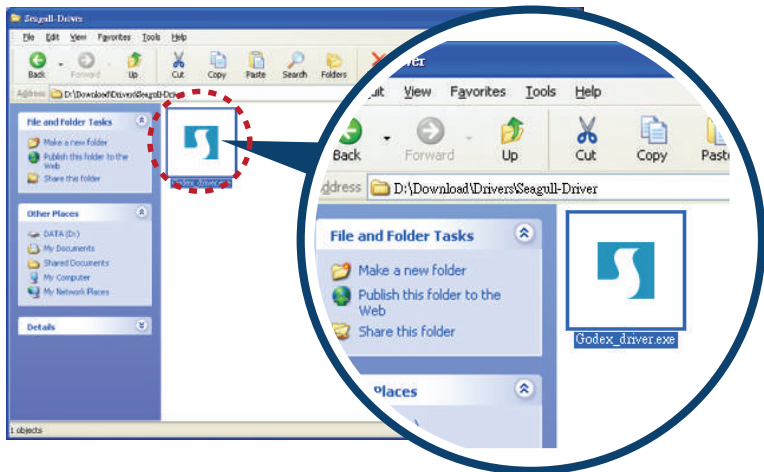 Seagull-Driver
File Edit View Favorites Tools Help
Back Forward Up Cut Copy Paste Search Folders
Address D:\Download\Drivers\Seagull-Driver
File and Folder Tasks
Make a new folder
Publish this folder to the
Web
Share this folder
Other Places
DATA (D:)
My Documents
Shared Documents
My Computer
My Network Places
Details
Godex_driver.exe
1 objects
View Favorites Tools Help
Back Forward Up Cut Copy Paste
Address D:\Download\Drivers\Seagull-Driver
File and Folder Tasks
Make a new folder
Publish this folder to the
Web
Share this folder
Places
Godex_driver.exe